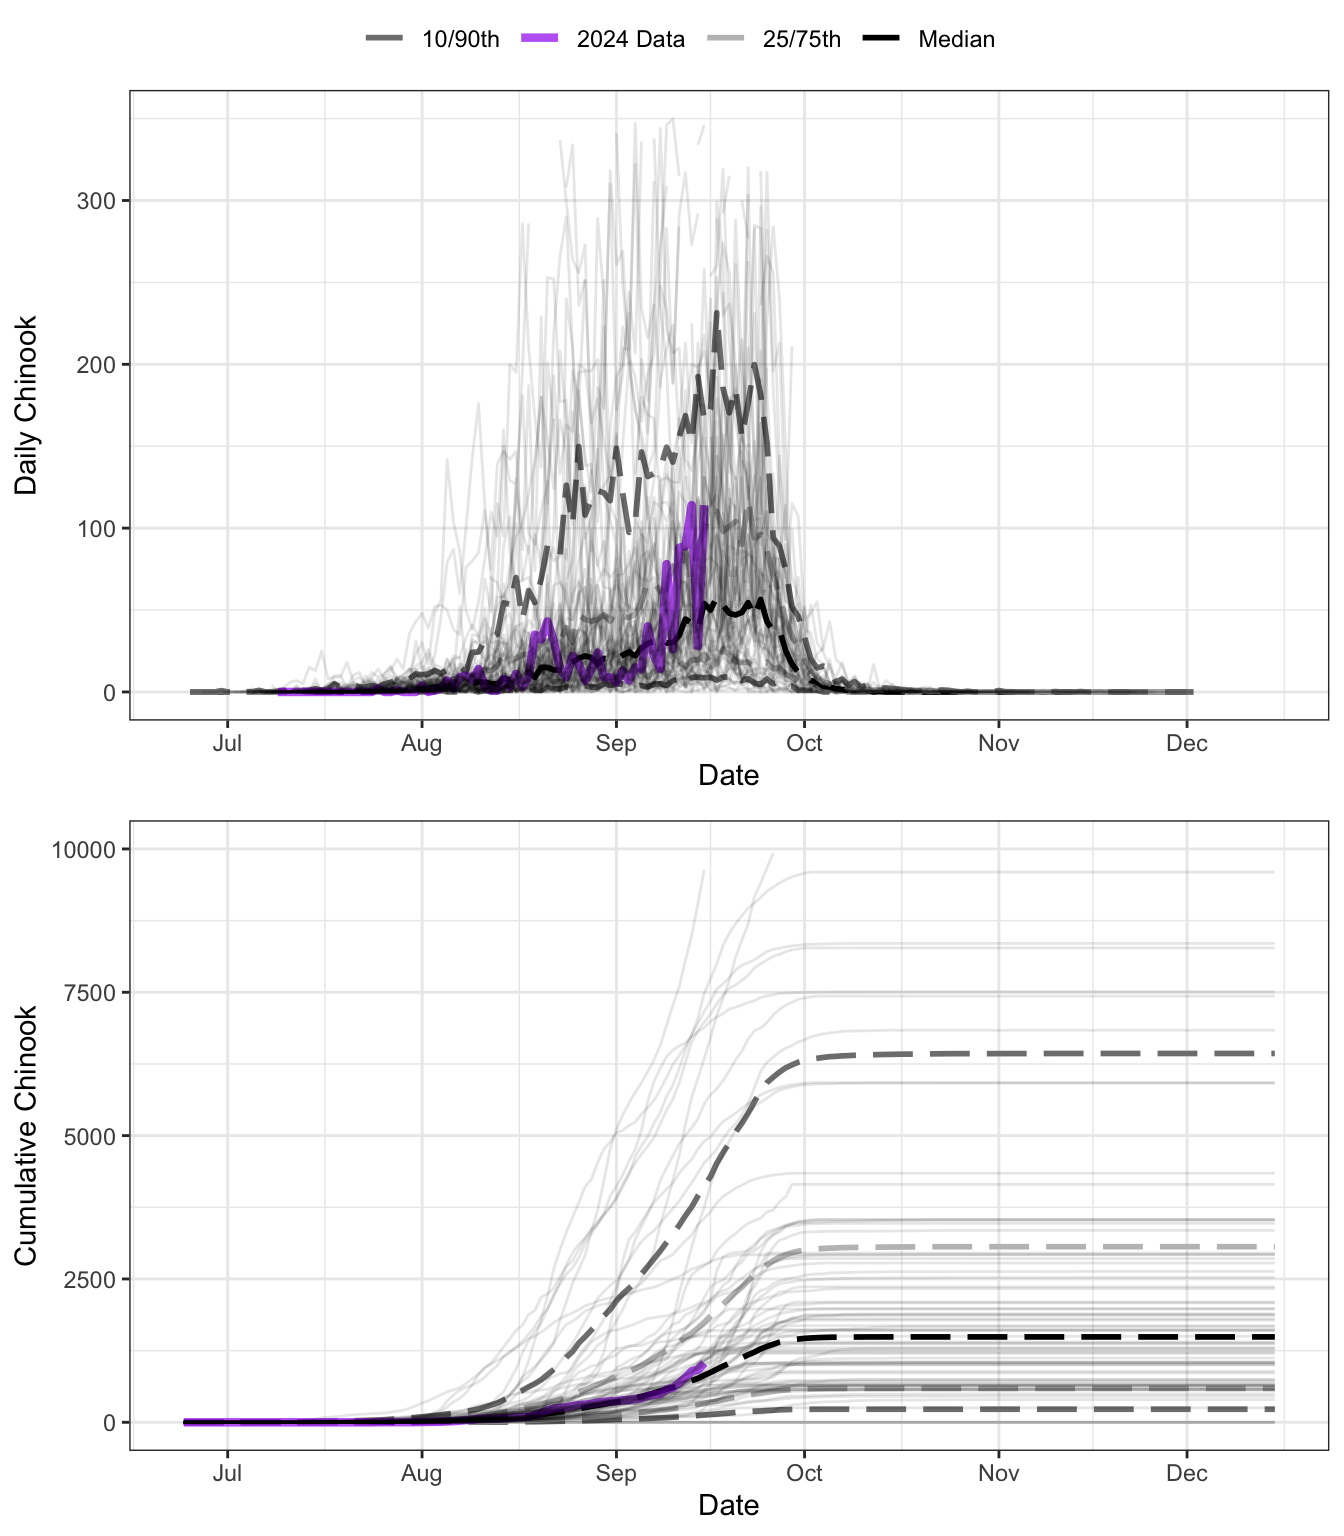 10/90th 2024 Data 25/75th Median
300
200
100
0
Daily Chinook
Jul Aug Sep Oct Nov Dec
Date
10000
7500
5000
2500
0
Cumulative Chinook
Jul Aug Sep Oct Nov Dec
Date